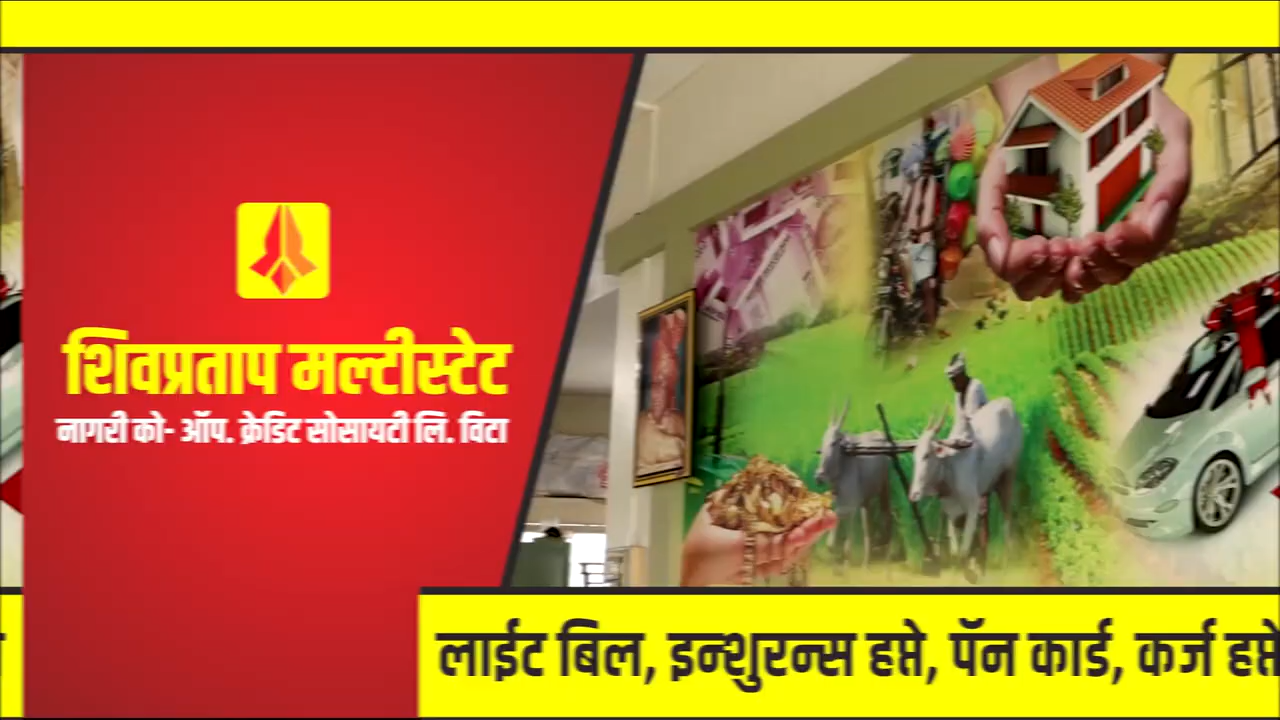 शिवप्रताप मल्टीस्टेट
नागरी को- ऑप. क्रेडिट सोसायटी लि. विटा
लाईट बिल, इन्शुरन्स हप्ते, पॅन कार्ड, कर्ज हप्ते